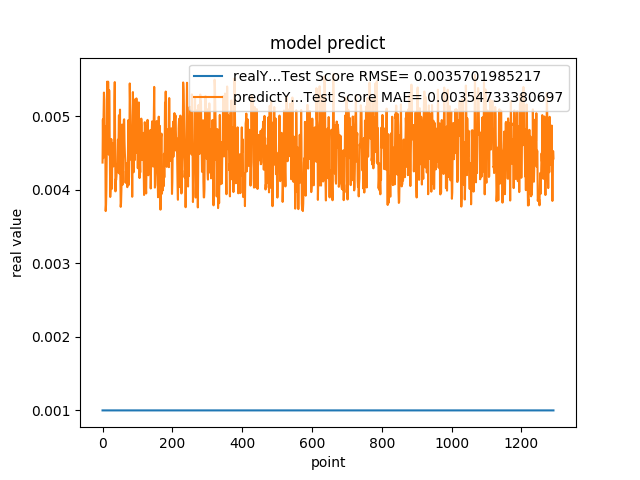 model predict
realY...Test Score RMSE= 0.0035701985217
predictY...Test Score MAE= 0.00354733380697
0.005
0.004
0.003
0.002
0.001
real value
0 200 400 600 800 1000 1200
point